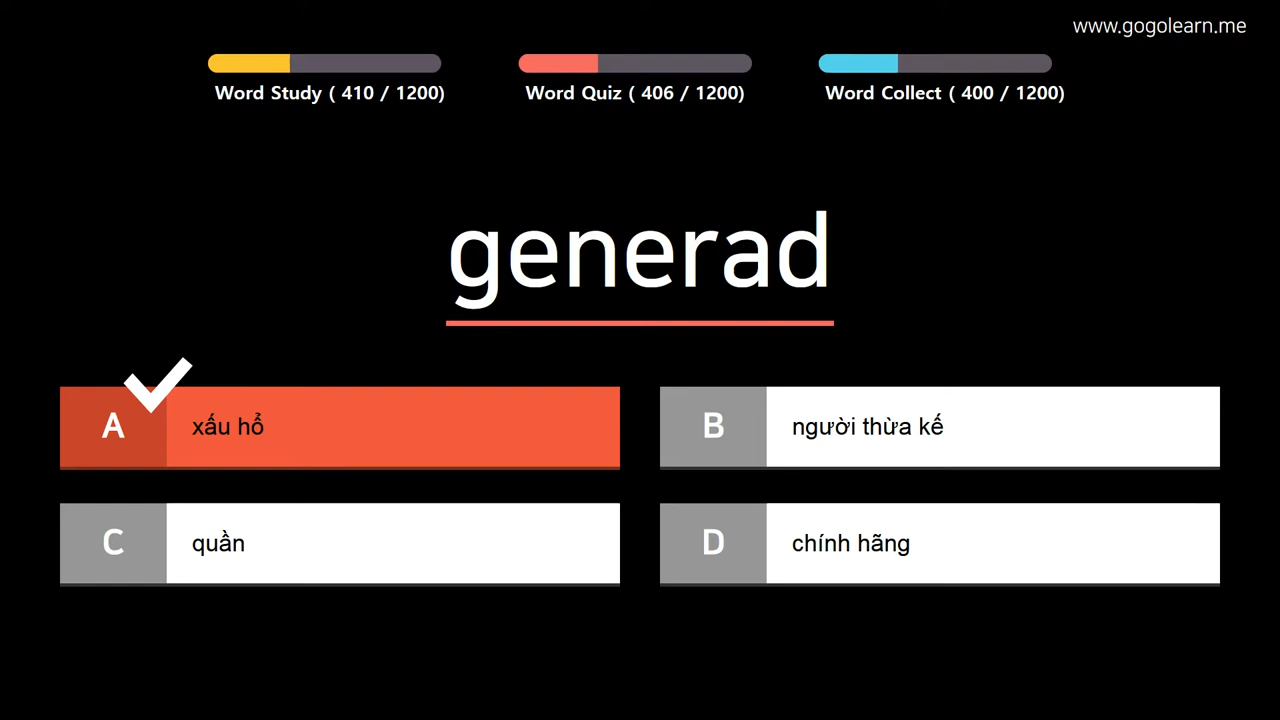 www.gogolearn.me
Word Study ( 410 / 1200)
Word Quiz ( 406 / 1200)
Word Collect ( 400 / 1200)
generad
A xấu hổ
B người thừa kế
C quần
D chính hãng